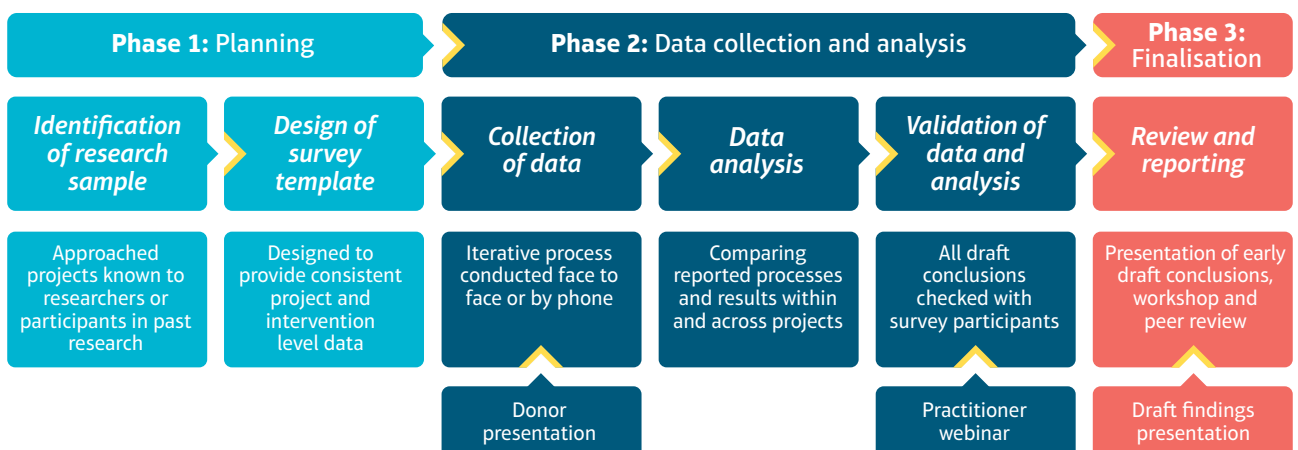 Phase 1: Planning
Phase 2: Data collection and analysis
Phase 3:
Finalisation
Identification
of research
sample
Design of
survey
template
Collection
of data
Data
analysis
Validation of
data and
analysis
Review and
reporting
Approached
projects known to
researchers or
participants in past
research
Designed to
provide consistent
project and
intervention
level data
Iterative process
conducted face to
face or by phone
Comparing
reported processes
and results within
and across projects
All draft
conclusions
checked with
survey participants
Presentation of early
draft conclusions,
workshop and
peer review
Donor
presentation
Practitioner
webinar
Draft findings
presentation